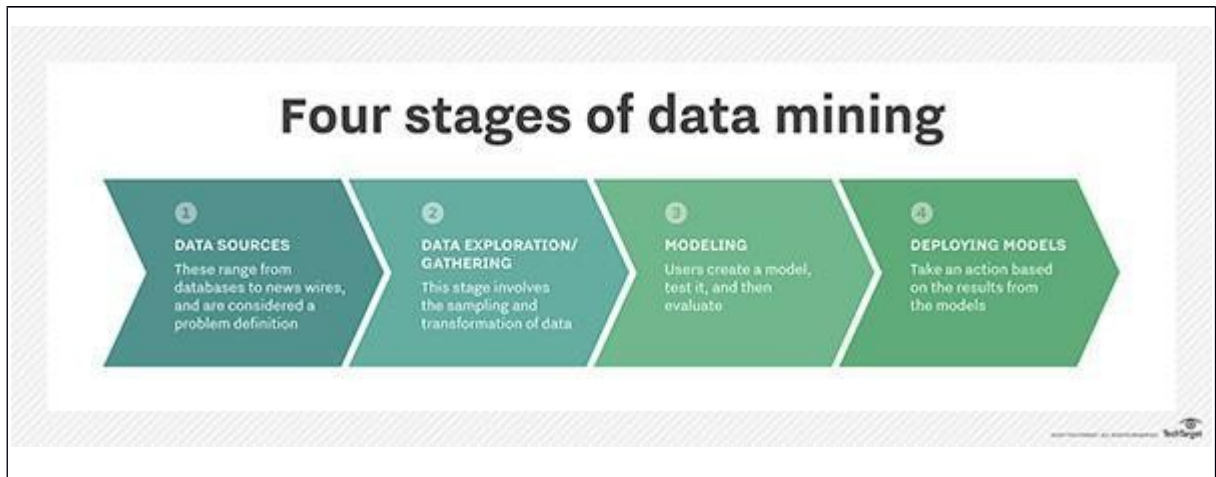 Four stages of data mining
1
DATA SOURCES
These range from
databases to news wires,
and are considered a
problem definition
2
DATA EXPLORATION/
GATHERING
This stage involves
the sampling and
transformation of data
3
MODELING
Users create a model,
test it, and then
evaluate
4
DEPLOYING MODELS
Take an action based
on the results from
the models
TechTarget